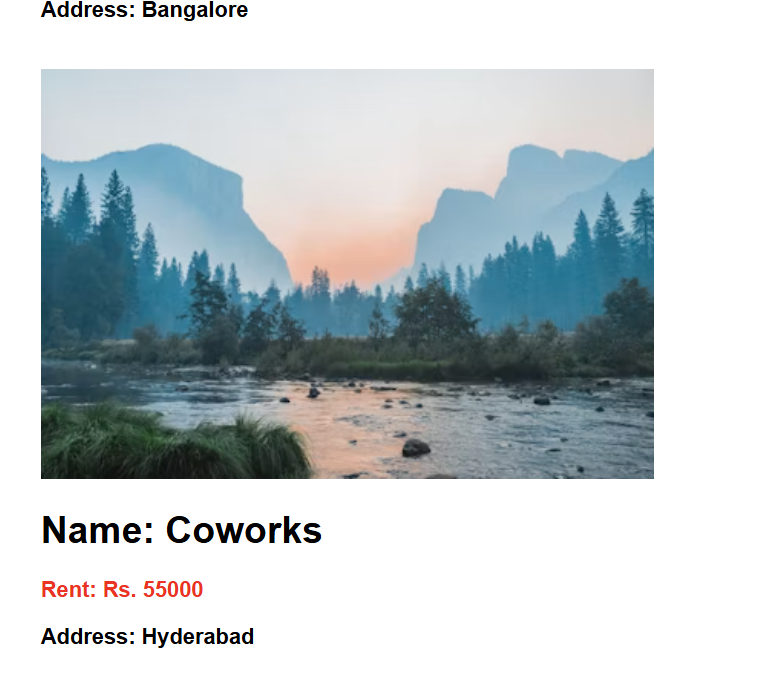 Address: Bangalore
Name: Coworks
Rent: Rs. 55000
Address: Hyderabad